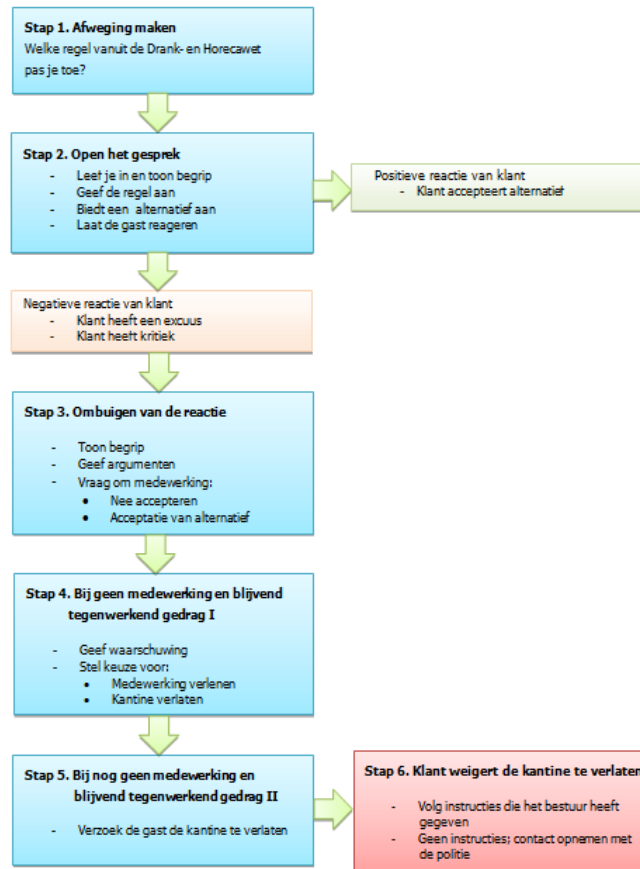 Stap 1. Afweging maken
Welke regel vanuit de Drank- en Horecawet
pas je toe?
Stap 2. Open het gesprek
- Leef je in en toon begrip
- Geef de regel aan
- Biedt een alternatief aan
- Laat de gast reageren
Positieve reactie van klant
- Klant accepteert alternatief
Negatieve reactie van klant
- Klant heeft een excuus
- Klant heeft kritiek
Stap 3. Ombuigen van de reactie
- Toon begrip
- Geef argumenten
- Vraag om medewerking:
• Nee accepteren
• Acceptatie van alternatief
Stap 4. Bij geen medewerking en blijvend
tegenwerkend gedrag I
- Geef waarschuwing
- Stel keuze voor:
• Medewerking verlenen
• Kantine verlaten
Stap 5. Bij nog geen medewerking en
blijvend tegenwerkend gedrag II
- Verzoek de gast de kantine te verlaten
Stap 6. Klant weigert de kantine te verlaten
- Volg instructies die het bestuur heeft
gegeven
- Geen instructies; contact opnemen met
de politie